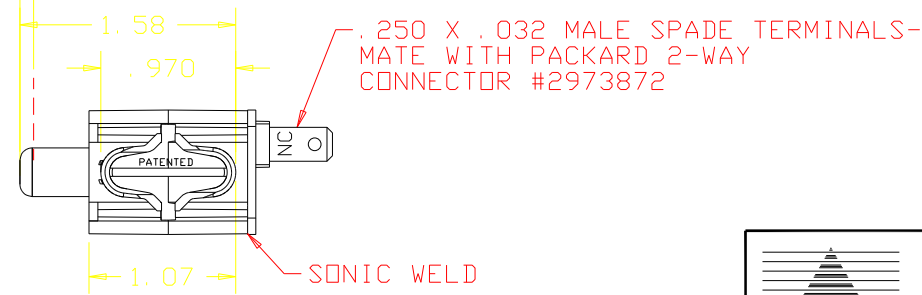 1.58
.250 X .032 MALE SPADE TERMINALS-
MATE WITH PACKARD 2-WAY
CONNECTOR #2973872
.970
NC
PATENTED
1.07
SONIC WELD